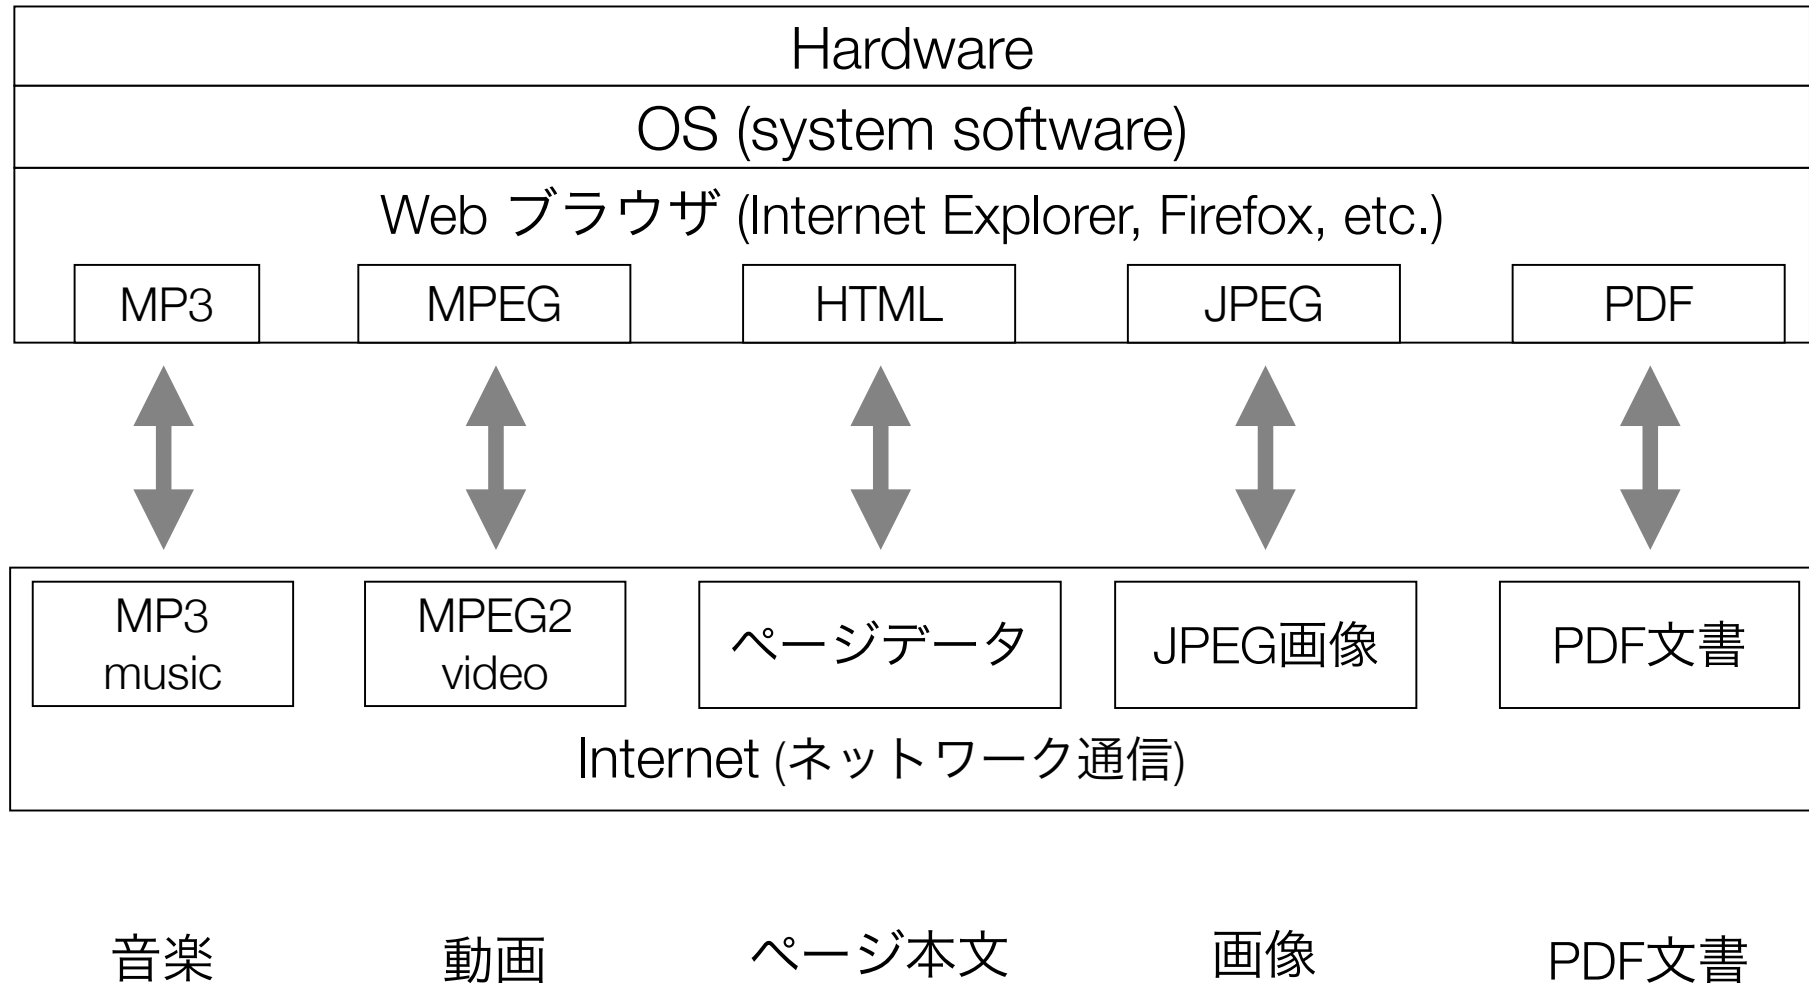 Hardware
OS (system software)
Web ブラウザ (Internet Explorer, Firefox, etc.)
MP3 MPEG HTML JPEG PDF
MP3 music MPEG2 video ページデータ JPEG画像 PDF文書
Internet (ネットワーク通信)
音楽 動画 ページ本文 画像 PDF文書